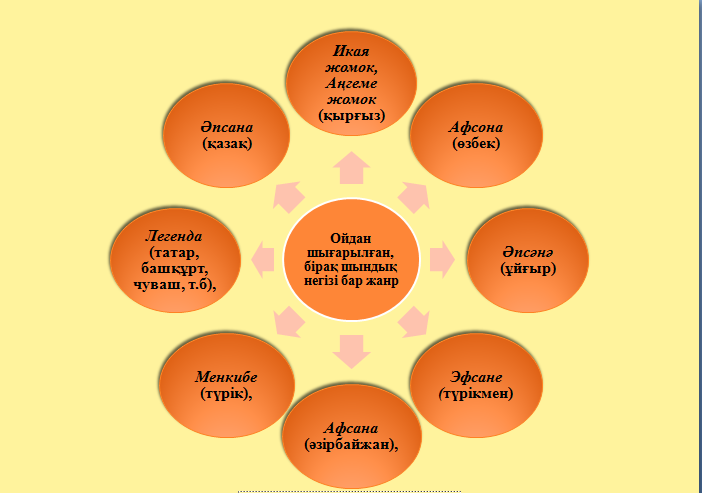 Икая
жомок,
Аңгеме
жомок
(қырғыз)
Афсона
(өзбек)
Әпсәнә
(ұйғыр)
Эфсане
(түрікмен)
Афсана
(әзірбайжан),
Менкибе
(түрік),
Легенда
(татар,
башқұрт,
чуваш, т.б),
Әпсана
(қазақ)
Ойдан
шығарылған,
бірақ шындық
негізі бар жанр